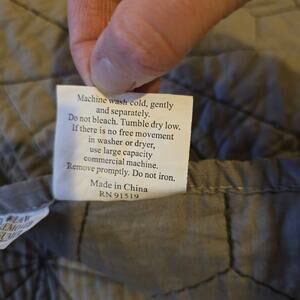 Machine wash cold, gently
and separately.
Do not bleach. Tumble dry low.
If there is no free movement
in washer or dryer,
use large capacity
commercial machine.
Remove promptly. Do not iron.
Made in China
RN 91519